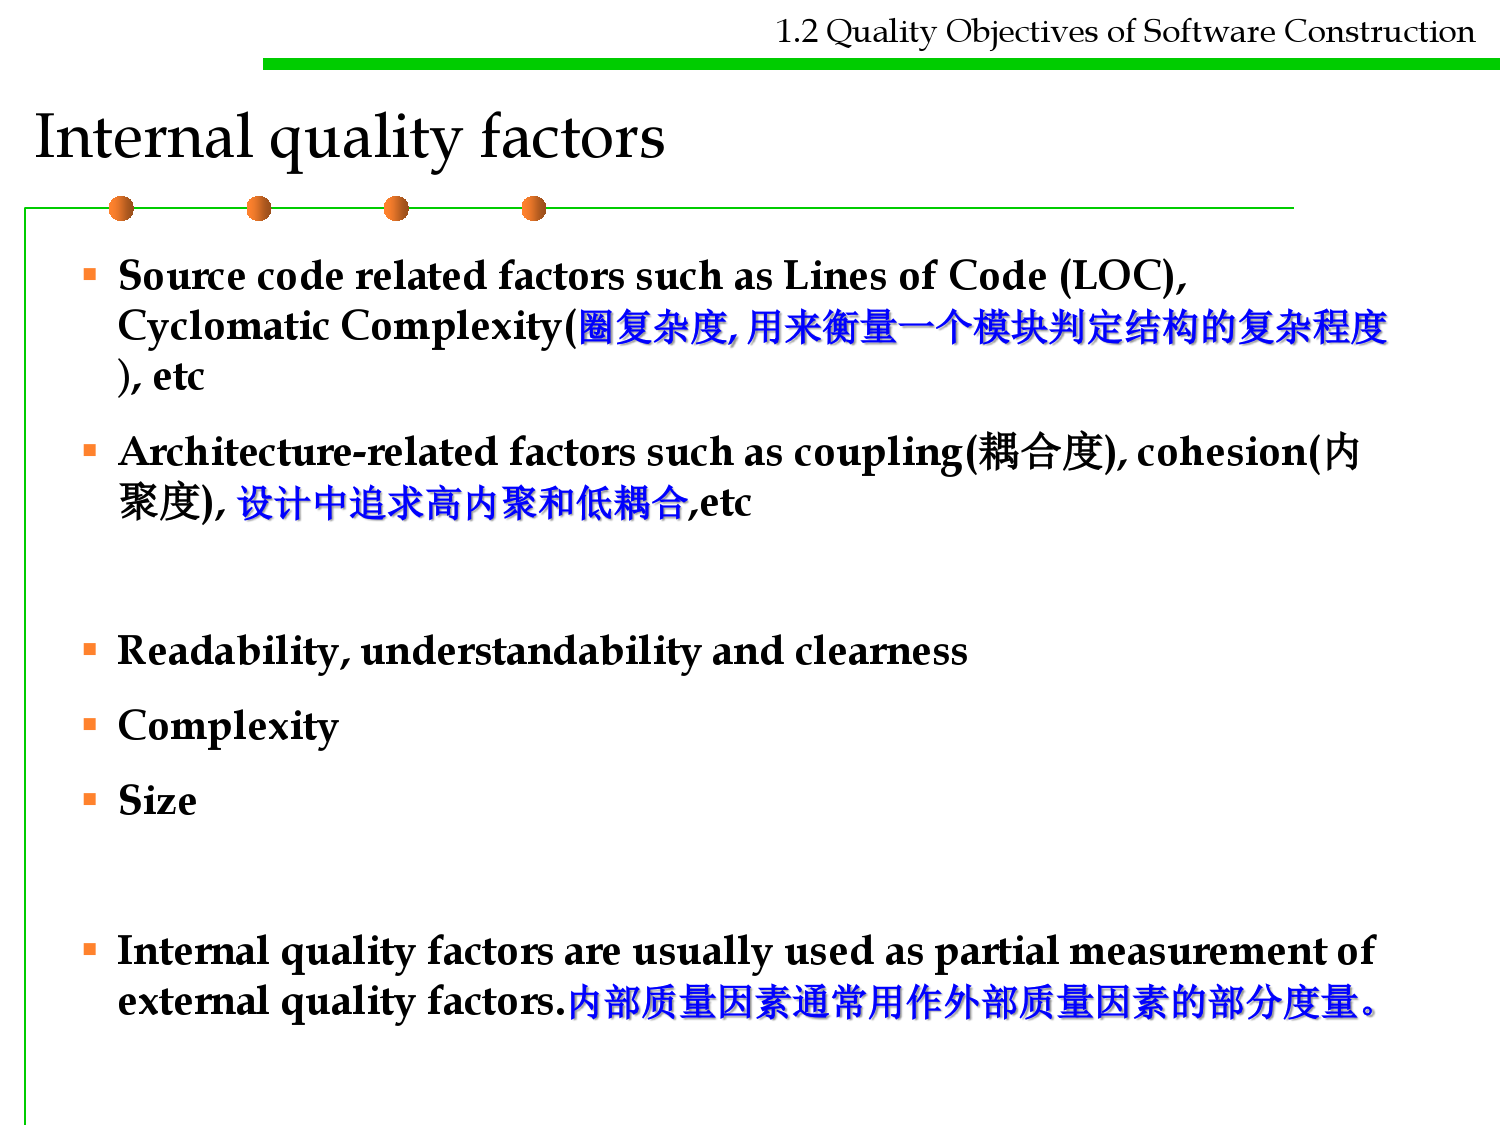 1.2 Quality Objectives of Software Construction
Internal quality factors
▪ Source code related factors such as Lines of Code (LOC),
Cyclomatic Complexity(圈复杂度, 用来衡量一个模块判定结构的复杂程度
), etc
▪ Architecture-related factors such as coupling(耦合度), cohesion(内
聚度), 设计中追求高内聚和低耦合,etc
▪ Readability, understandability and clearness
▪ Complexity
▪ Size
▪ Internal quality factors are usually used as partial measurement of
external quality factors.内部质量因素通常用作外部质量因素的部分度量。